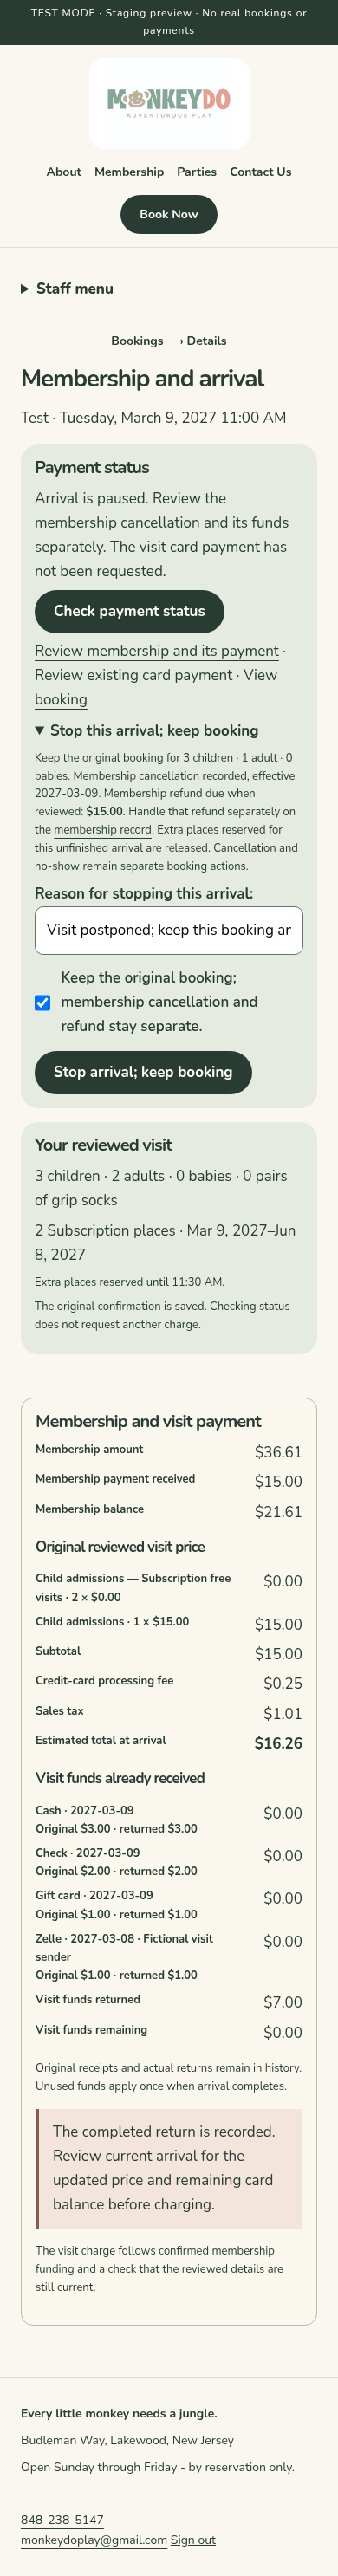 TEST MODE · Staging preview · No real bookings or
payments
MONKEYDO
ADVENTUROUS PLAY
About Membership Parties Contact Us
Book Now
Staff menu
Bookings › Details
Membership and arrival
Test · Tuesday, March 9, 2027 11:00 AM
Payment status
Arrival is paused. Review the
membership cancellation and its funds
separately. The visit card payment has
not been requested.
Check payment status
Review membership and its payment ·
Review existing card payment · View
booking
Stop this arrival; keep booking
Keep the original booking for 3 children · 1 adult · 0
babies. Membership cancellation recorded, effective
2027-03-09. Membership refund due when
reviewed: $15.00. Handle that refund separately on
the membership record. Extra places reserved for
this unfinished arrival are released. Cancellation and
no-show remain separate booking actions.
Reason for stopping this arrival:
Visit postponed; keep this booking ar
Keep the original booking;
membership cancellation and
refund stay separate.
Stop arrival; keep booking
Your reviewed visit
3 children · 2 adults · 0 babies · 0 pairs
of grip socks
2 Subscription places · Mar 9, 2027–Jun
8, 2027
Extra places reserved until 11:30 AM.
The original confirmation is saved. Checking status
does not request another charge.
Membership and visit payment
Membership amount $36.61
Membership payment received $15.00
Membership balance $21.61
Original reviewed visit price
Child admissions — Subscription free
visits · 2 × $0.00 $0.00
Child admissions · 1 × $15.00 $15.00
Subtotal $15.00
Credit-card processing fee $0.25
Sales tax $1.01
Estimated total at arrival $16.26
Visit funds already received
Cash · 2027-03-09 $0.00
Original $3.00 · returned $3.00
Check · 2027-03-09 $0.00
Original $2.00 · returned $2.00
Gift card · 2027-03-09 $0.00
Original $1.00 · returned $1.00
Zelle · 2027-03-08 · Fictional visit $0.00
sender
Original $1.00 · returned $1.00
Visit funds returned $7.00
Visit funds remaining $0.00
Original receipts and actual returns remain in history.
Unused funds apply once when arrival completes.
The completed return is recorded.
Review current arrival for the
updated price and remaining card
balance before charging.
The visit charge follows confirmed membership
funding and a check that the reviewed details are
still current.
Every little monkey needs a jungle.
Budleman Way, Lakewood, New Jersey
Open Sunday through Friday - by reservation only.
848-238-5147
monkeydoplay@gmail.com Sign out